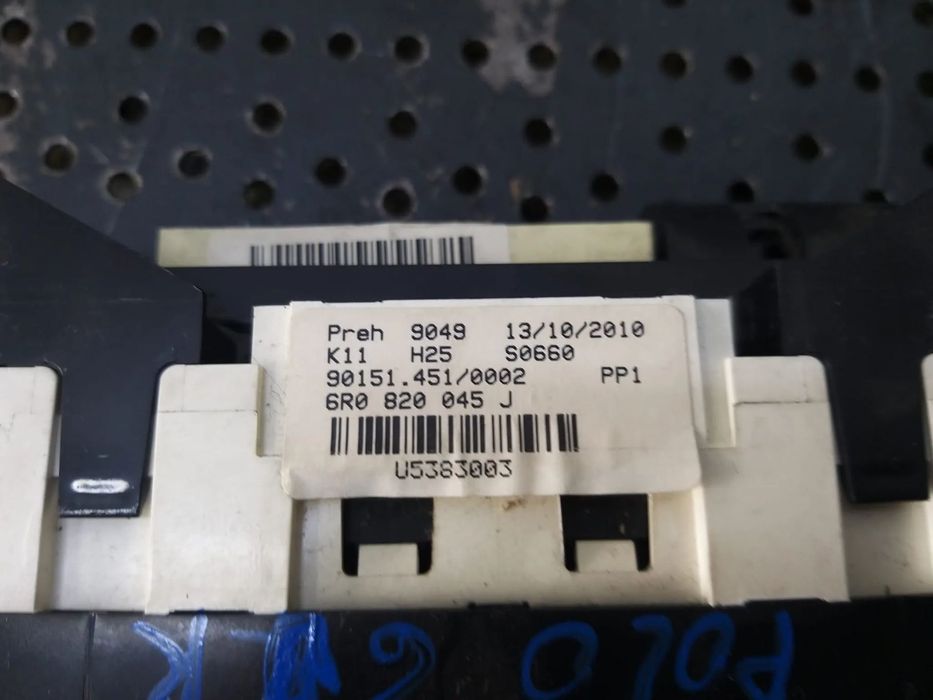 Preh 9049 13/10/2010
K11 H25 S0660
90151.451/0002 PP1
6R0 820 045 J
U5383003
POLO 6